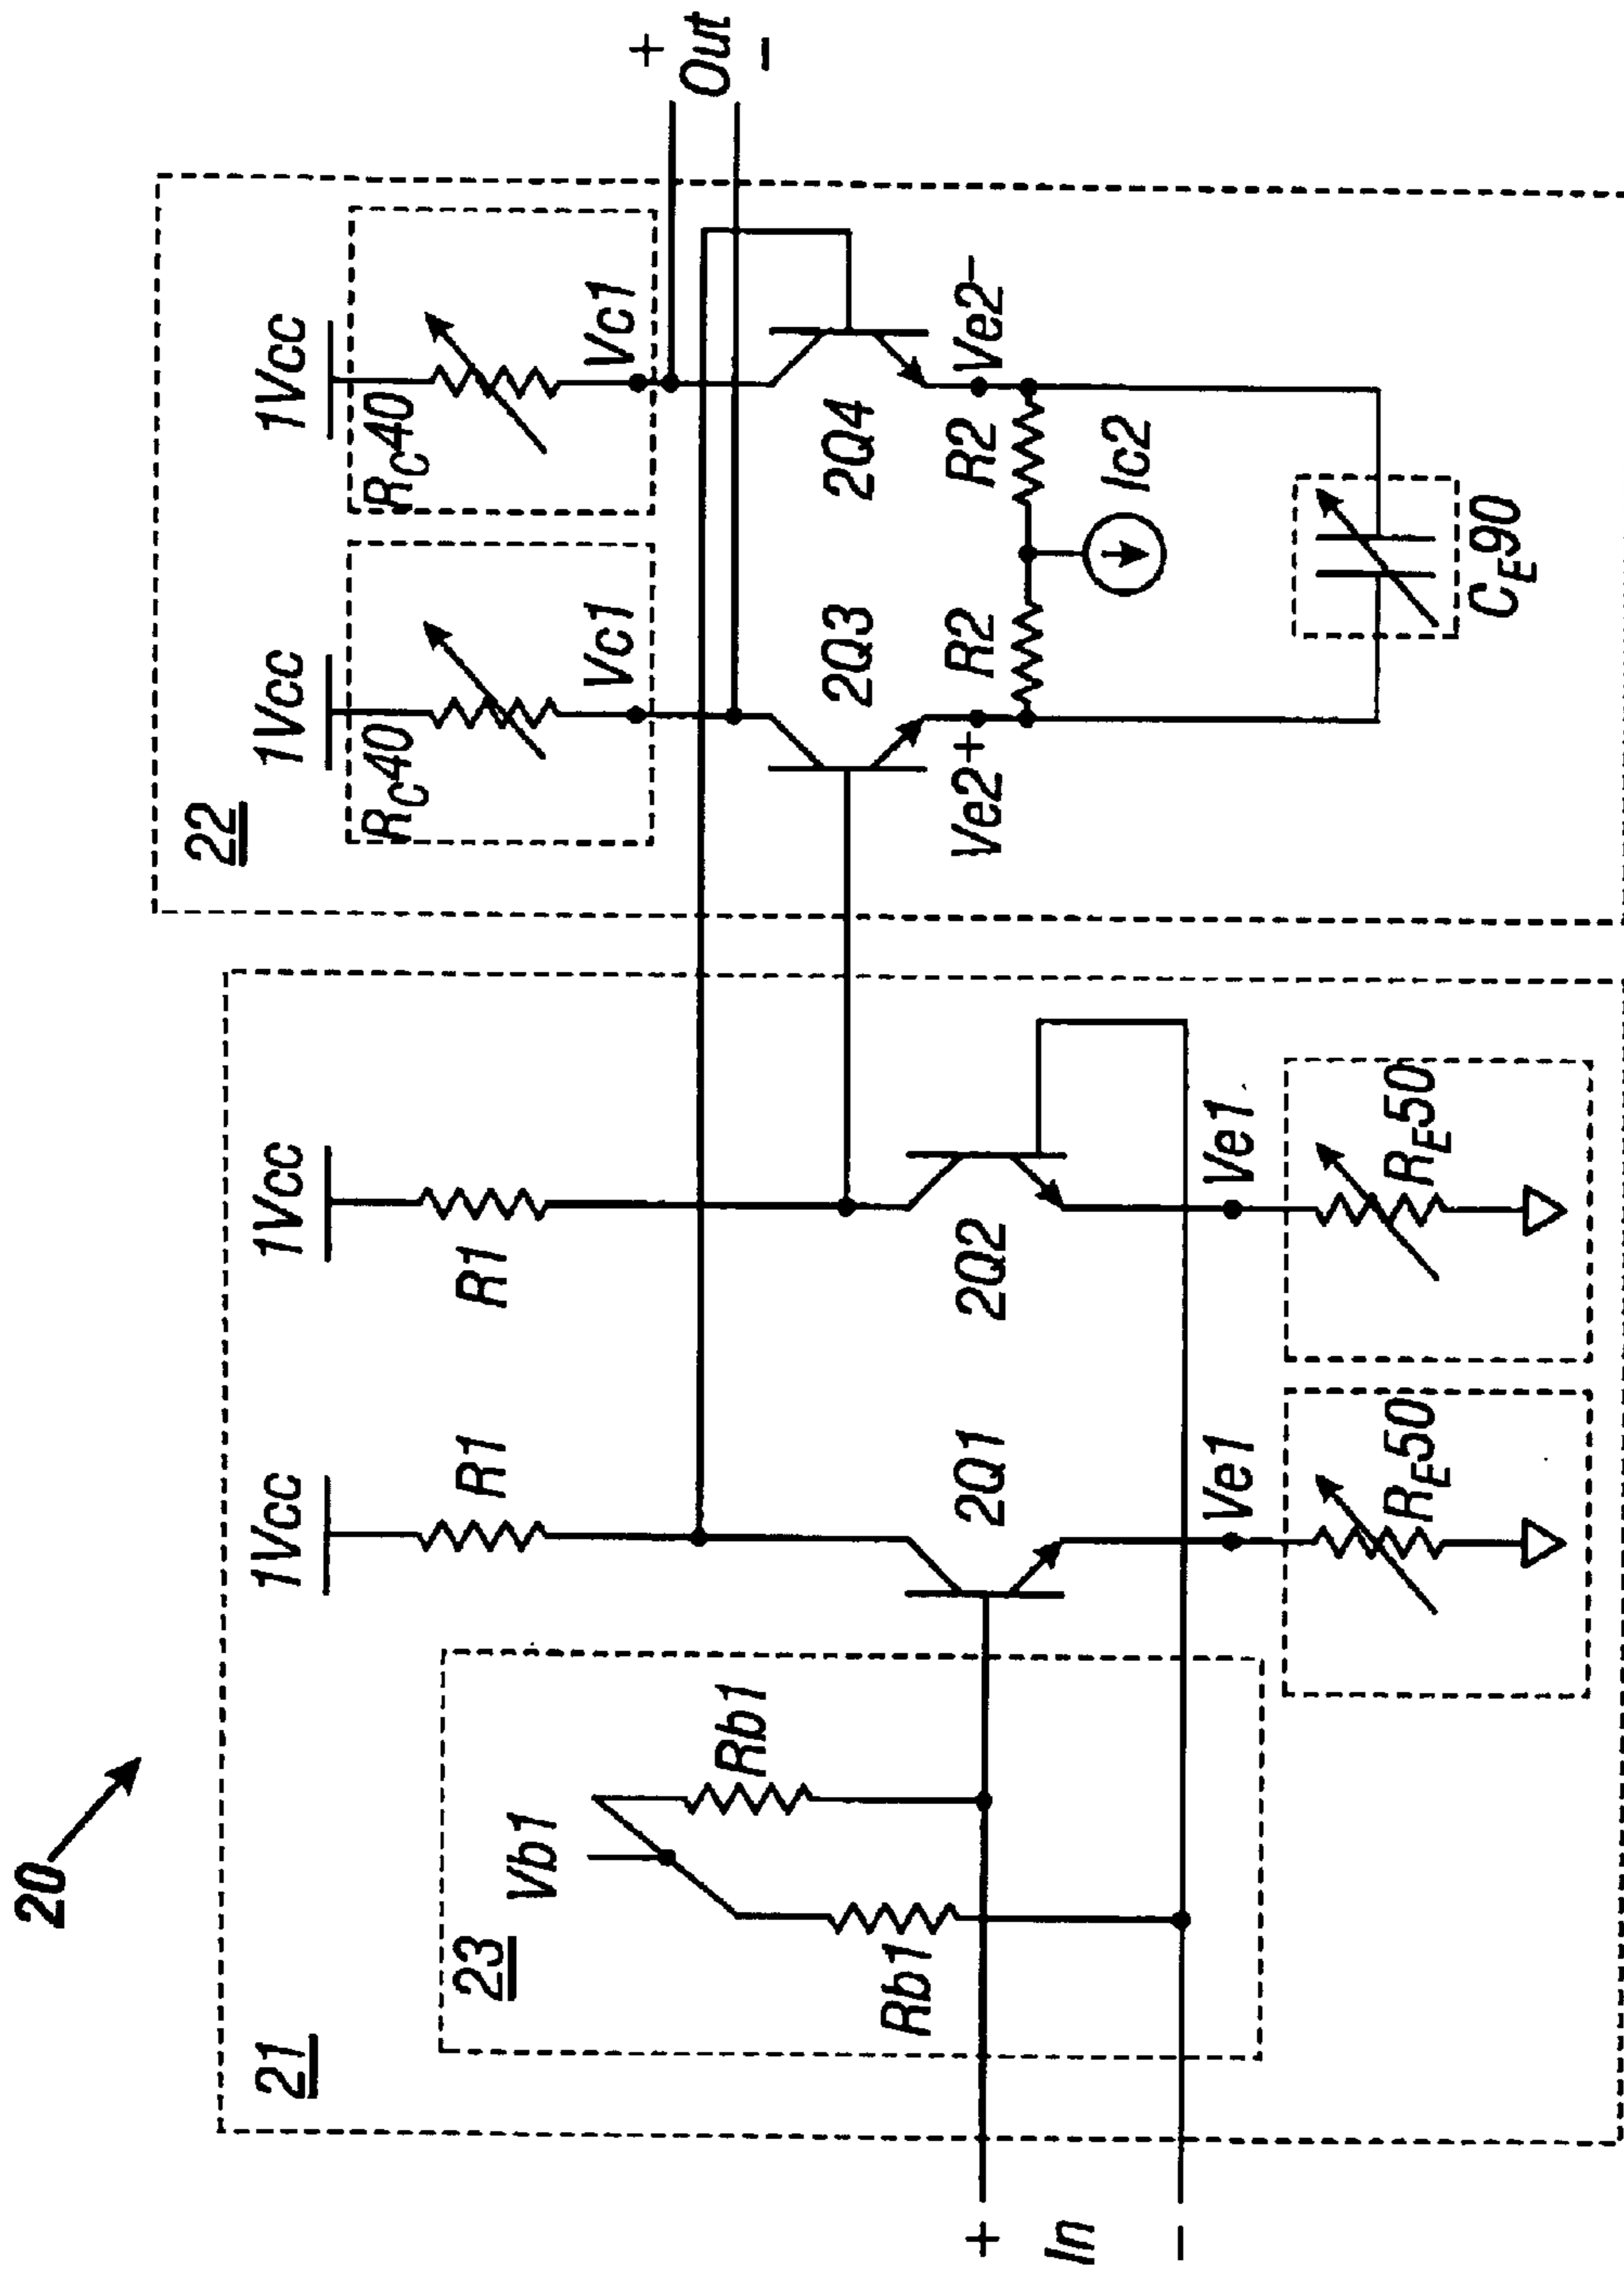 20
21
1Vcc
1Vcc
R1
R1
23
Vb1
Rb1
Rb1
2Q1
2Q2
+
In
-
Ve1
Ve1
RE50
RE50
22
1Vcc
1Vcc
RC40
RC40
Vc1
Vc1
+
Out
-
2Q3
2Q4
Ve2+
Ve2-
R2
R2
Ic2
CE90